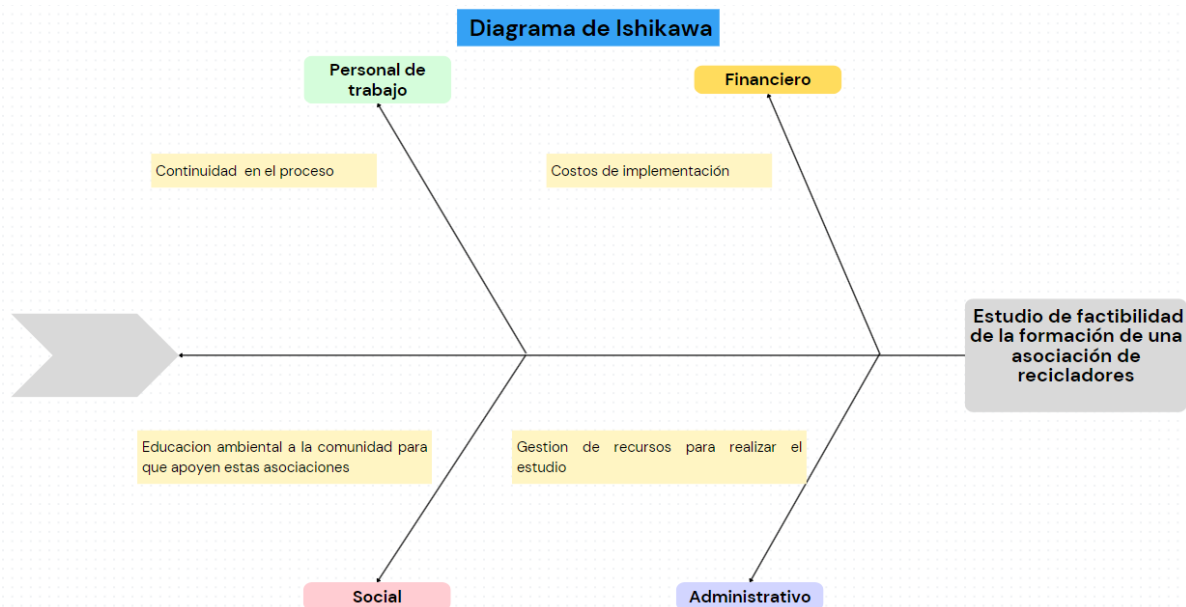 Diagrama de Ishikawa
Personal de
trabajo
Financiero
Continuidad en el proceso
Costos de implementación
Estudio de factibilidad
de la formación de una
asociación de
recicladores
Educacion ambiental a la comunidad para
que apoyen estas asociaciones
Gestion de recursos para realizar el
estudio
Social
Administrativo